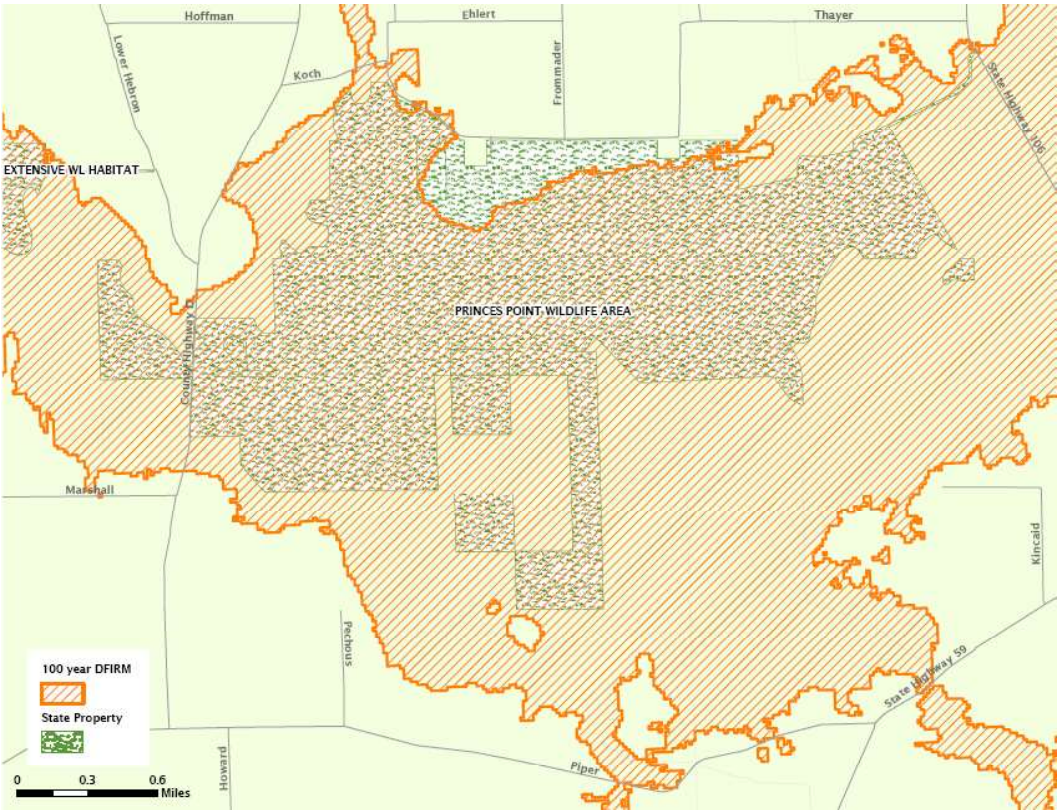 Hoffman
Ehlert
Thayer
Lower Hebron
Koch
Frommader
State Highway 106
EXTENSIVE WL HABITAT
PRINCES POINT WILDLIFE AREA
County Highway D
Marshall
Kincaid
Pechous
State Highway 59
Howard
Piper
100 year DFIRM
State Property
0 0.3 0.6
Miles